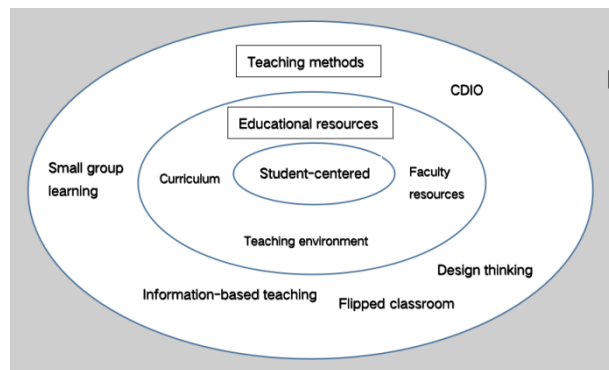 Teaching methods
CDIO
Educational resources
Small group
learning
Curriculum
Student-centered
Faculty
resources
Teaching environment
Design thinking
Information-based teaching
Flipped classroom